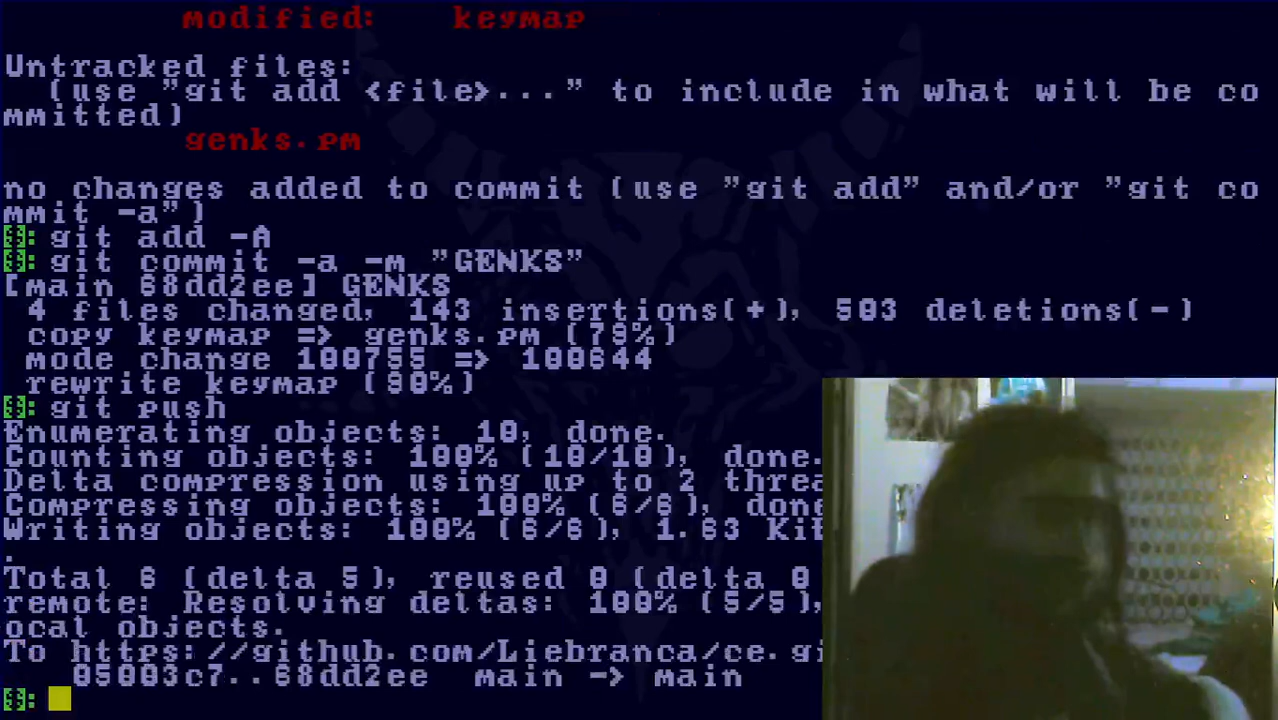 modified:   keymap
Untracked files:
(use "git add <file>..." to include in what will be co
mmitted)
genks.pm
no changes added to commit (use "git add" and/or "git co
mmit -a")
git add -A
git commit -a -m "GENKS"
[main 68dd2ee] GENKS
4 files changed, 143 insertions(+), 503 deletions(-)
copy keymap => genks.pm (79%)
mode change 100755 => 100644
rewrite keymap (90%)
git push
Enumerating objects: 10, done.
Counting objects: 100% (10/10), done.
Delta compression using up to 2 threa
Compressing objects: 100% (6/6), done
Writing objects: 100% (6/6), 1.83 Ki
.
Total 6 (delta 5), reused 0 (delta 0
remote: Resolving deltas: 100% (5/5),
ocal objects.
To https://github.com/Liebranca/ce.gi
05003c7..68dd2ee  main -> main